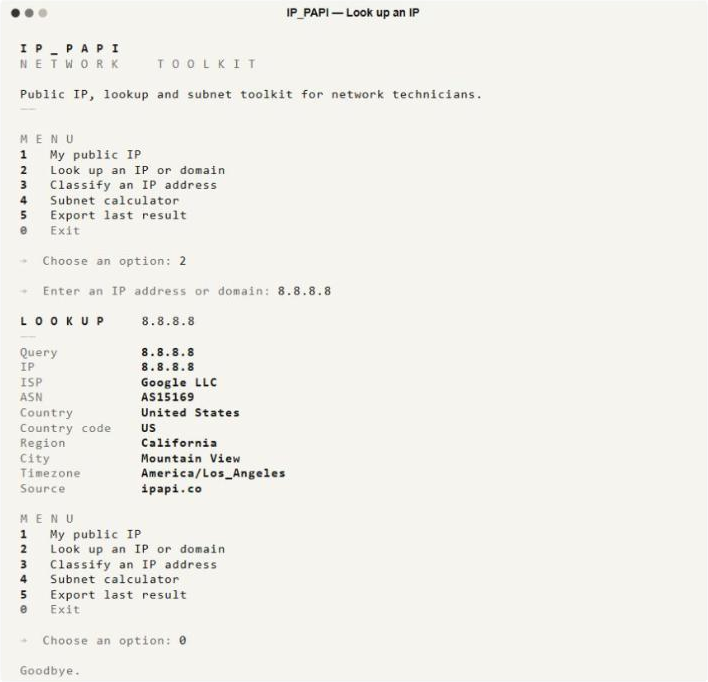 IP_PAPI — Look up an IP
IP_PAPI
NETWORK TOOLKIT
Public IP, lookup and subnet toolkit for network technicians.
MENU
1 My public IP
2 Look up an IP or domain
3 Classify an IP address
4 Subnet calculator
5 Export last result
0 Exit
→ Choose an option: 2
→ Enter an IP address or domain: 8.8.8.8
LOOKUP 8.8.8.8
Query 8.8.8.8
IP 8.8.8.8
ISP Google LLC
ASN AS15169
Country United States
Country code US
Region California
City Mountain View
Timezone America/Los_Angeles
Source ipapi.co
MENU
1 My public IP
2 Look up an IP or domain
3 Classify an IP address
4 Subnet calculator
5 Export last result
0 Exit
→ Choose an option: 0
Goodbye.